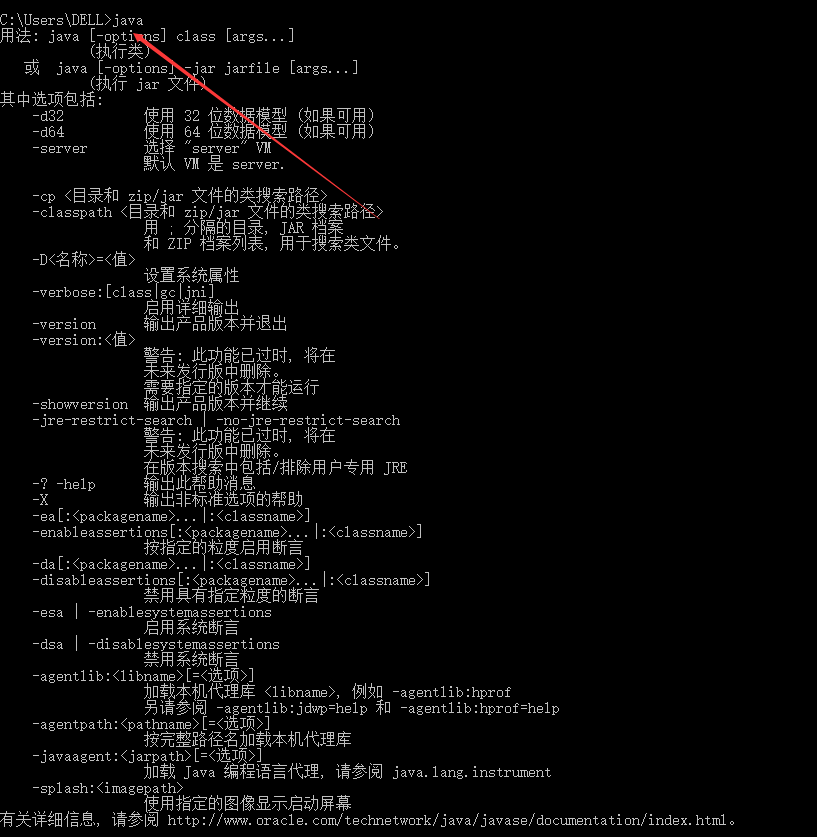 C:\Users\DELL>java
用法: java [-options] class [args...]
(执行类)
或  java [-options] -jar jarfile [args...]
(执行 jar 文件)
其中选项包括:
-d32 使用 32 位数据模型 (如果可用)
-d64 使用 64 位数据模型 (如果可用)
-server 选择 "server" VM
默认 VM 是 server.
-cp <目录和 zip/jar 文件的类搜索路径>
-classpath <目录和 zip/jar 文件的类搜索路径>
用 ; 分隔的目录, JAR 档案
和 ZIP 档案列表, 用于搜索类文件。
-D<名称>=<值>
设置系统属性
-verbose:[class|gc|jni]
启用详细输出
-version 输出产品版本并退出
-version:<值>
警告: 此功能已过时, 将在
未来发行版中删除。
需要指定的版本才能运行
-showversion 输出产品版本并继续
-jre-restrict-search | -no-jre-restrict-search
警告: 此功能已过时, 将在
未来发行版中删除。
在版本搜索中包括/排除用户专用 JRE
-? -help 输出此帮助消息
-X 输出非标准选项的帮助
-ea[:<packagename>...|:<classname>]
-enableassertions[:<packagename>...|:<classname>]
按指定的粒度启用断言
-da[:<packagename>...|:<classname>]
-disableassertions[:<packagename>...|:<classname>]
禁用具有指定粒度的断言
-esa | -enablesystemassertions
启用系统断言
-dsa | -disablesystemassertions
禁用系统断言
-agentlib:<libname>[=<选项>]
加载本机代理库 <libname>, 例如 -agentlib:hprof
另请参阅 -agentlib:jdwp=help 和 -agentlib:hprof=help
-agentpath:<pathname>[=<选项>]
按完整路径名加载本机代理库
-javaagent:<jarpath>[=<选项>]
加载 Java 编程语言代理, 请参阅 java.lang.instrument
-splash:<imagepath>
使用指定的图像显示启动屏幕
有关详细信息, 请参阅 http://www.oracle.com/technetwork/java/javase/documentation/index.html。